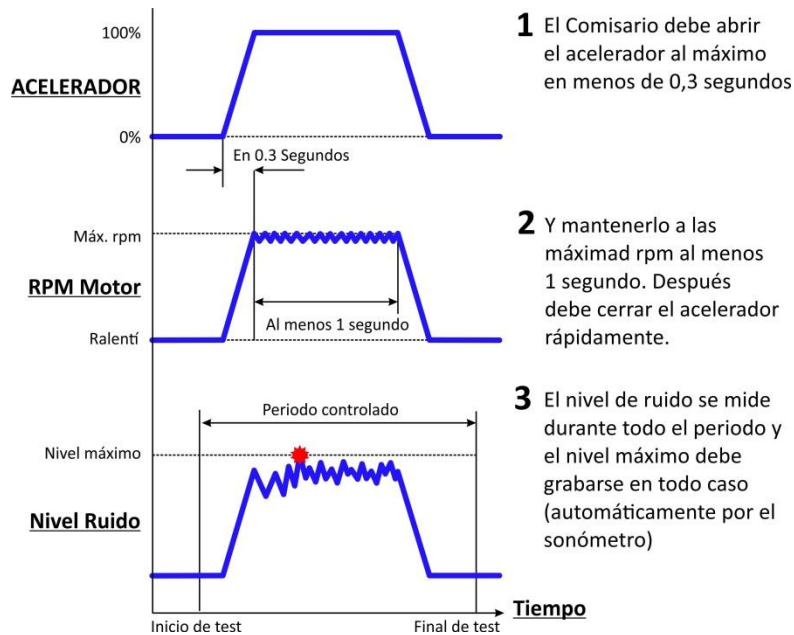 100%
ACELERADOR
0%
En 0.3 Segundos
1 El Comisario debe abrir
el acelerador al máximo
en menos de 0,3 segundos
Máx. rpm
RPM Motor
Al menos 1 segundo
Ralentí
2 Y mantenerlo a las
máximad rpm al menos
1 segundo. Después
debe cerrar el acelerador
rápidamente.
Periodo controlado
Nivel máximo
Nivel Ruido
3 El nivel de ruido se mide
durante todo el periodo y
el nivel máximo debe
grabarse en todo caso
(automáticamente por el
sonómetro)
Tiempo
Inicio de test
Final de test